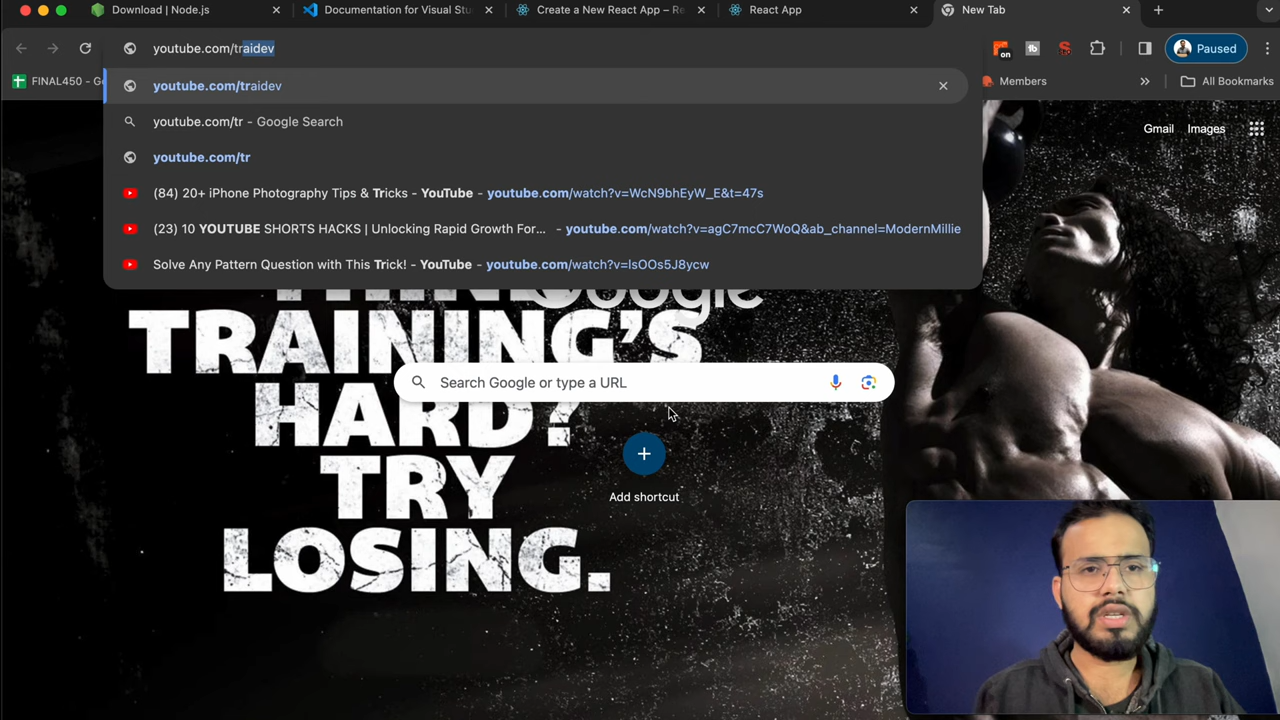 Download | Node.js
Documentation for Visual Stu
Create a New React App – Re
React App
New Tab
youtube.com/traidev
on
Paused
FINAL450 - Go
Members
All Bookmarks
youtube.com/traidev
youtube.com/tr - Google Search
youtube.com/tr
(84) 20+ iPhone Photography Tips & Tricks - YouTube - youtube.com/watch?v=WcN9bhEyW_E&t=47s
(23) 10 YOUTUBE SHORTS HACKS | Unlocking Rapid Growth For... - youtube.com/watch?v=agC7mcC7WoQ&ab_channel=ModernMillie
Solve Any Pattern Question with This Trick! - YouTube - youtube.com/watch?v=lsOOs5J8ycw
Gmail
Images
Google
THINK
TRAINING'S
HARD?
TRY
LOSING.
Search Google or type a URL
Add shortcut